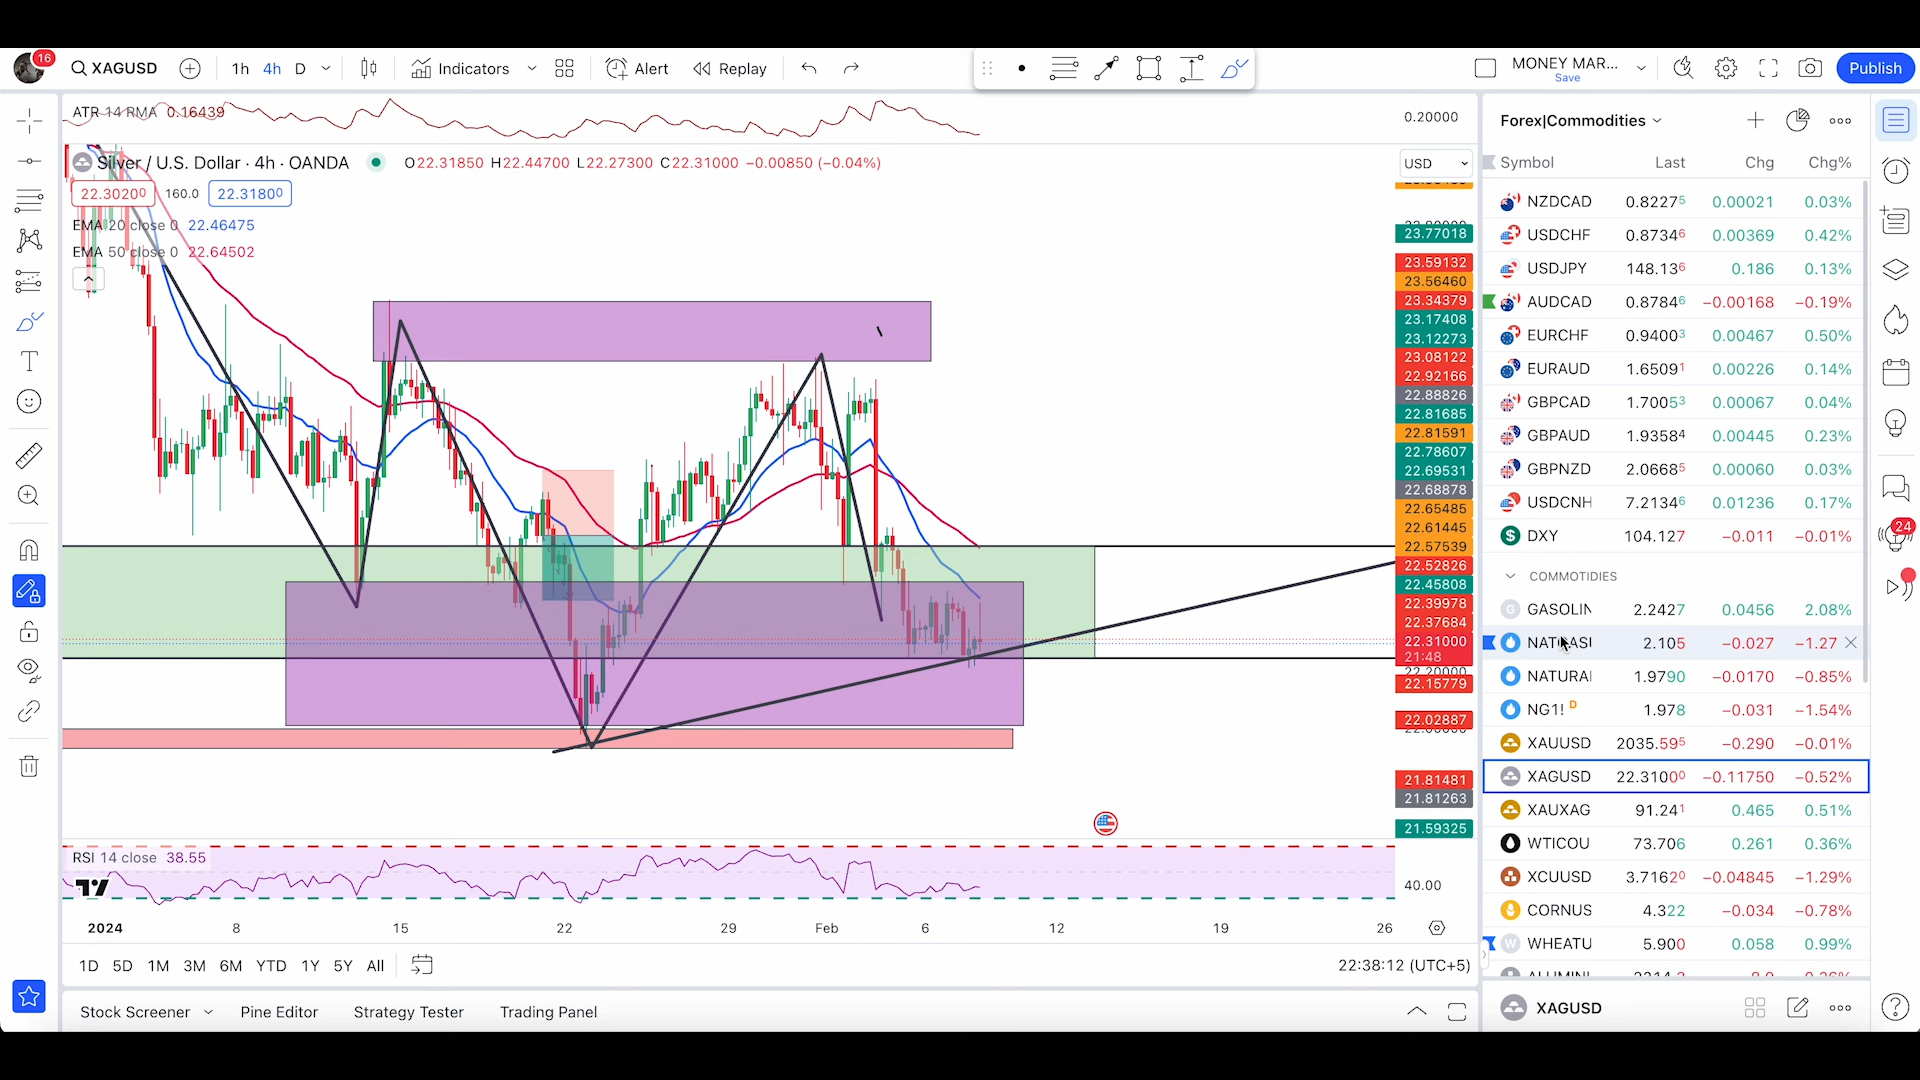 16
XAGUSD
1h 4h D
Indicators
Alert
Replay
MONEY MAR...
Save
Publish
ATR 14 RMA 0.16439
0.20000
Silver / U.S. Dollar · 4h · OANDA
O22.31850 H22.44700 L22.27300 C22.31000 −0.00850 (−0.04%)
USD
22.30200 160.0 22.31800
EMA 20 close 0 22.46475
EMA 50 close 0 22.64502
23.77018
23.59132
23.56460
23.34379
23.17408
23.12273
23.08122
22.92166
22.88826
22.81685
22.81591
22.78607
22.69531
22.68878
22.65485
22.61445
22.57539
22.52826
22.45808
22.39978
22.37684
22.31000
21:48
22.20000
22.15779
22.02887
21.81481
21.81263
21.59325
RSI 14 close 38.55
40.00
2024 8 15 22 29 Feb 6 12 19 26
1D 5D 1M 3M 6M YTD 1Y 5Y All
22:38:12 (UTC+5)
Stock Screener Pine Editor Strategy Tester Trading Panel
Forex|Commodities
Symbol Last Chg Chg%
NZDCAD 0.82275 0.00021 0.03%
USDCHF 0.87346 0.00369 0.42%
USDJPY 148.136 0.186 0.13%
AUDCAD 0.87846 −0.00168 −0.19%
EURCHF 0.94003 0.00467 0.50%
EURAUD 1.65091 0.00226 0.14%
GBPCAD 1.70053 0.00067 0.04%
GBPAUD 1.93584 0.00445 0.23%
GBPNZD 2.06685 0.00060 0.03%
USDCNH 7.21346 0.01236 0.17%
DXY 104.127 −0.011 −0.01%
COMMOTIDIES
GASOLIN 2.2427 0.0456 2.08%
2.105 −0.027 −1.27
NATURAI 1.9790 −0.0170 −0.85%
NG1! D 1.978 −0.031 −1.54%
XAUUSD 2035.595 −0.290 −0.01%
XAGUSD 22.31000 −0.11750 −0.52%
XAUXAG 91.241 0.465 0.51%
WTICOU 73.706 0.261 0.36%
XCUUSD 3.71620 −0.04845 −1.29%
CORNUS 4.322 −0.034 −0.78%
WHEATU 5.900 0.058 0.99%
XAGUSD
24